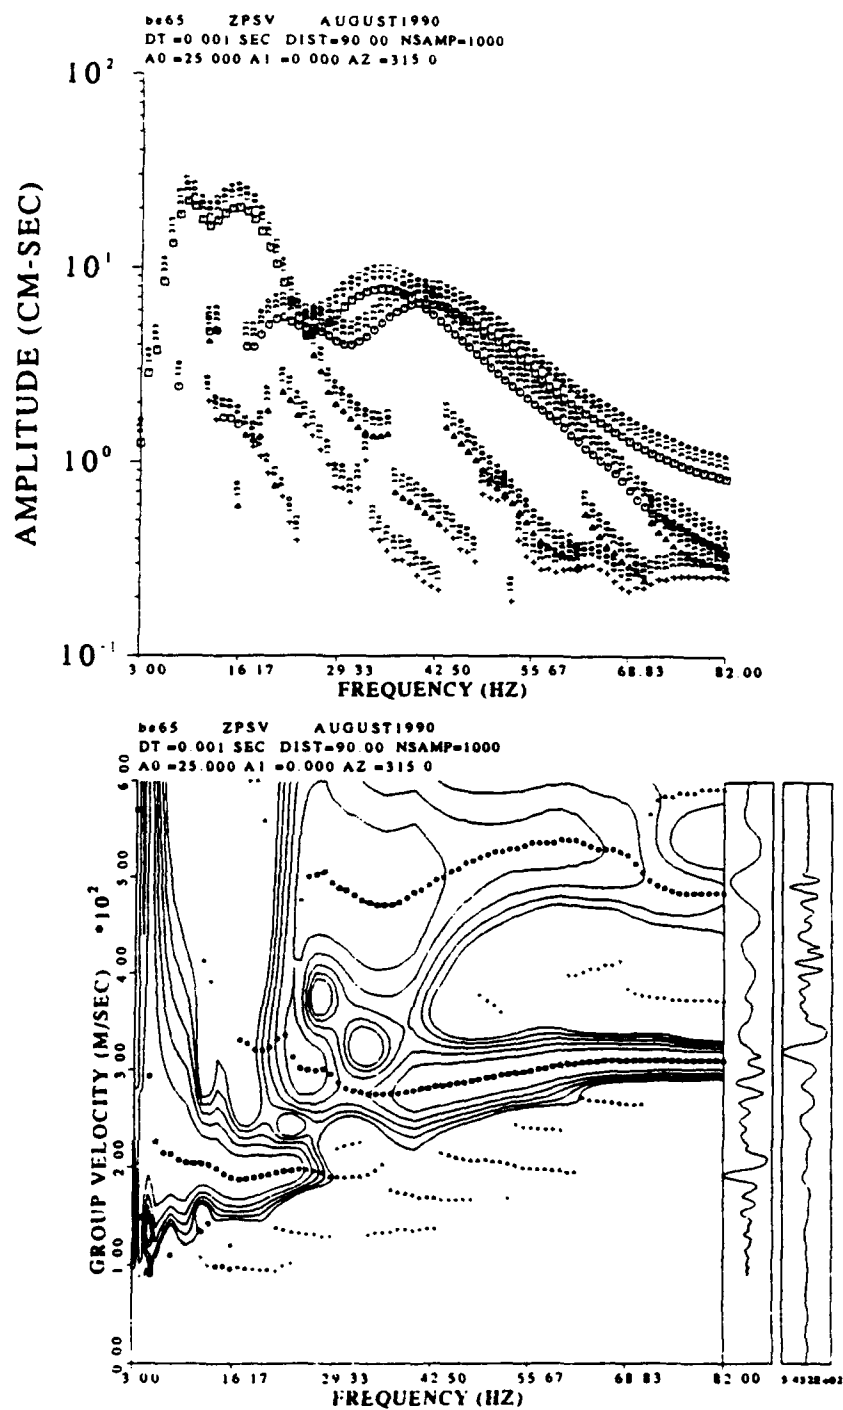 be65 ZPSV AUGUST1990
DT =0 001 SEC DIST=90 00 NSAMP=1000
A0 =25 000 A1 =0 000 AZ =315 0
10²
10¹
10⁰
10⁻¹
AMPLITUDE (CM-SEC)
3 00 16 17 29 33 42 50 55 67 68.83 82.00
FREQUENCY (HZ)
be65 ZPSV AUGUST1990
DT =0.001 SEC DIST=90.00 NSAMP=1000
A0 =25.000 A1 =0.000 AZ =315 0
6 00
5 00
4 00
3 00
2 00
1 00
0 00
GROUP VELOCITY (M/SEC) *10²
3 00 16 17 29 33 42 50 55 67 68 83 82 00
FREQUENCY (HZ)